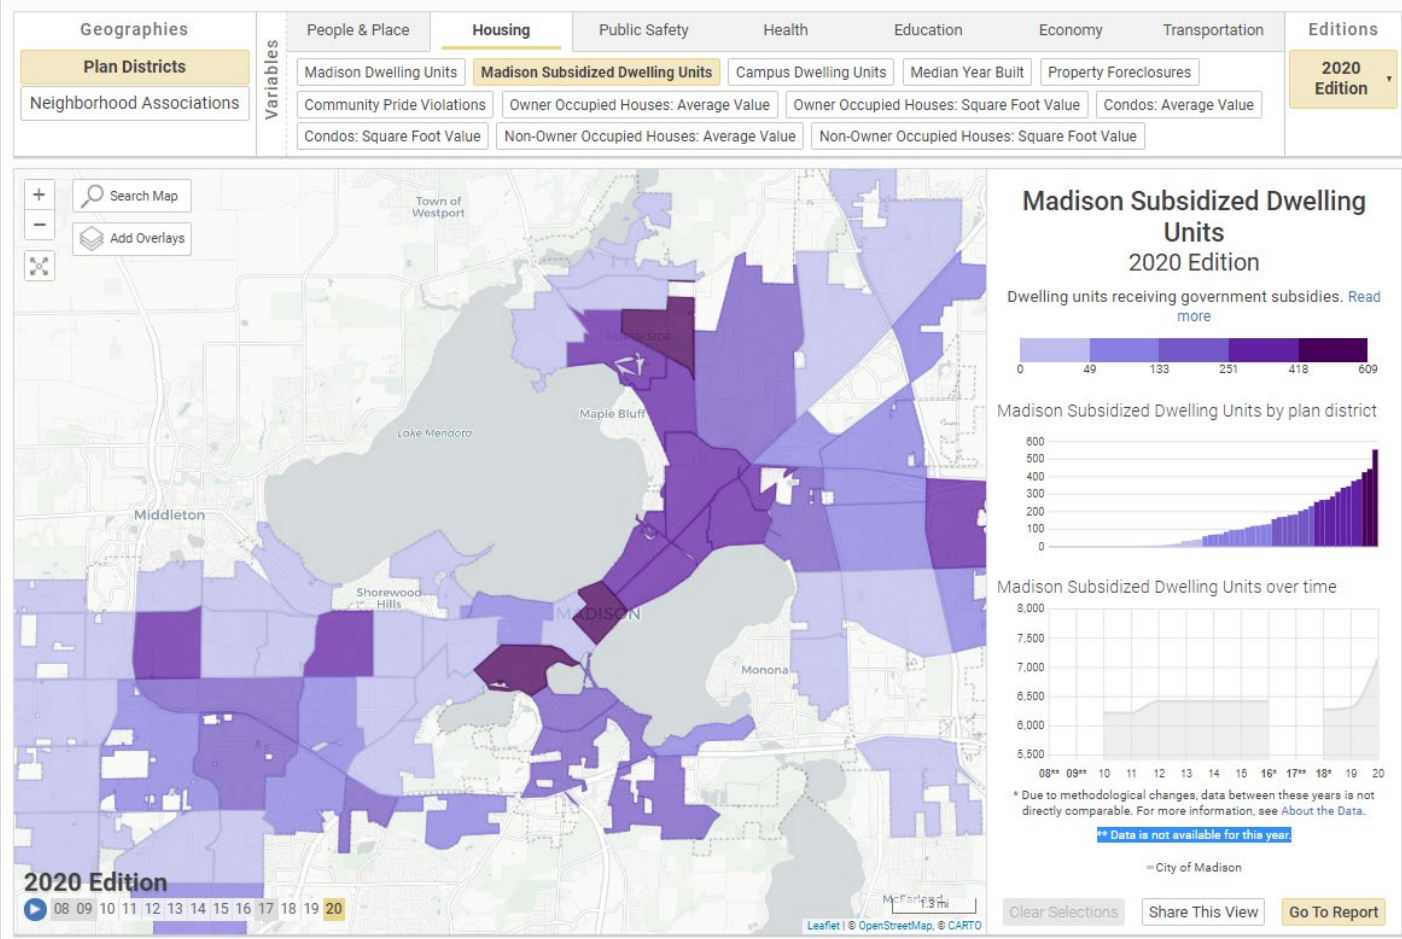 Geographies
Plan Districts
Neighborhood Associations
Variables
People & Place
Housing
Public Safety
Health
Education
Economy
Transportation
Madison Dwelling Units
Madison Subsidized Dwelling Units
Campus Dwelling Units
Median Year Built
Property Foreclosures
Community Pride Violations
Owner Occupied Houses: Average Value
Owner Occupied Houses: Square Foot Value
Condos: Average Value
Condos: Square Foot Value
Non-Owner Occupied Houses: Average Value
Non-Owner Occupied Houses: Square Foot Value
Editions
2020
Edition
+
−
Search Map
Add Overlays
Town of
Westport
NORTH SIDE
Maple Bluff
Lake Mendota
Middleton
Shorewood
Hills
MADISON
Monona
McFarland
1.3 mi
2020 Edition
08 09 10 11 12 13 14 15 16 17 18 19 20
Leaflet | © OpenStreetMap, © CARTO
Madison Subsidized Dwelling
Units
2020 Edition
Dwelling units receiving government subsidies. Read
more
0 49 133 251 418 609
Madison Subsidized Dwelling Units by plan district
600
500
400
300
200
100
0
Madison Subsidized Dwelling Units over time
8,000
7,500
7,000
6,500
6,000
5,500
08** 09** 10 11 12 13 14 15 16* 17** 18* 19 20
* Due to methodological changes, data between these years is not
directly comparable. For more information, see About the Data.
** Data is not available for this year.
City of Madison
Clear Selections
Share This View
Go To Report